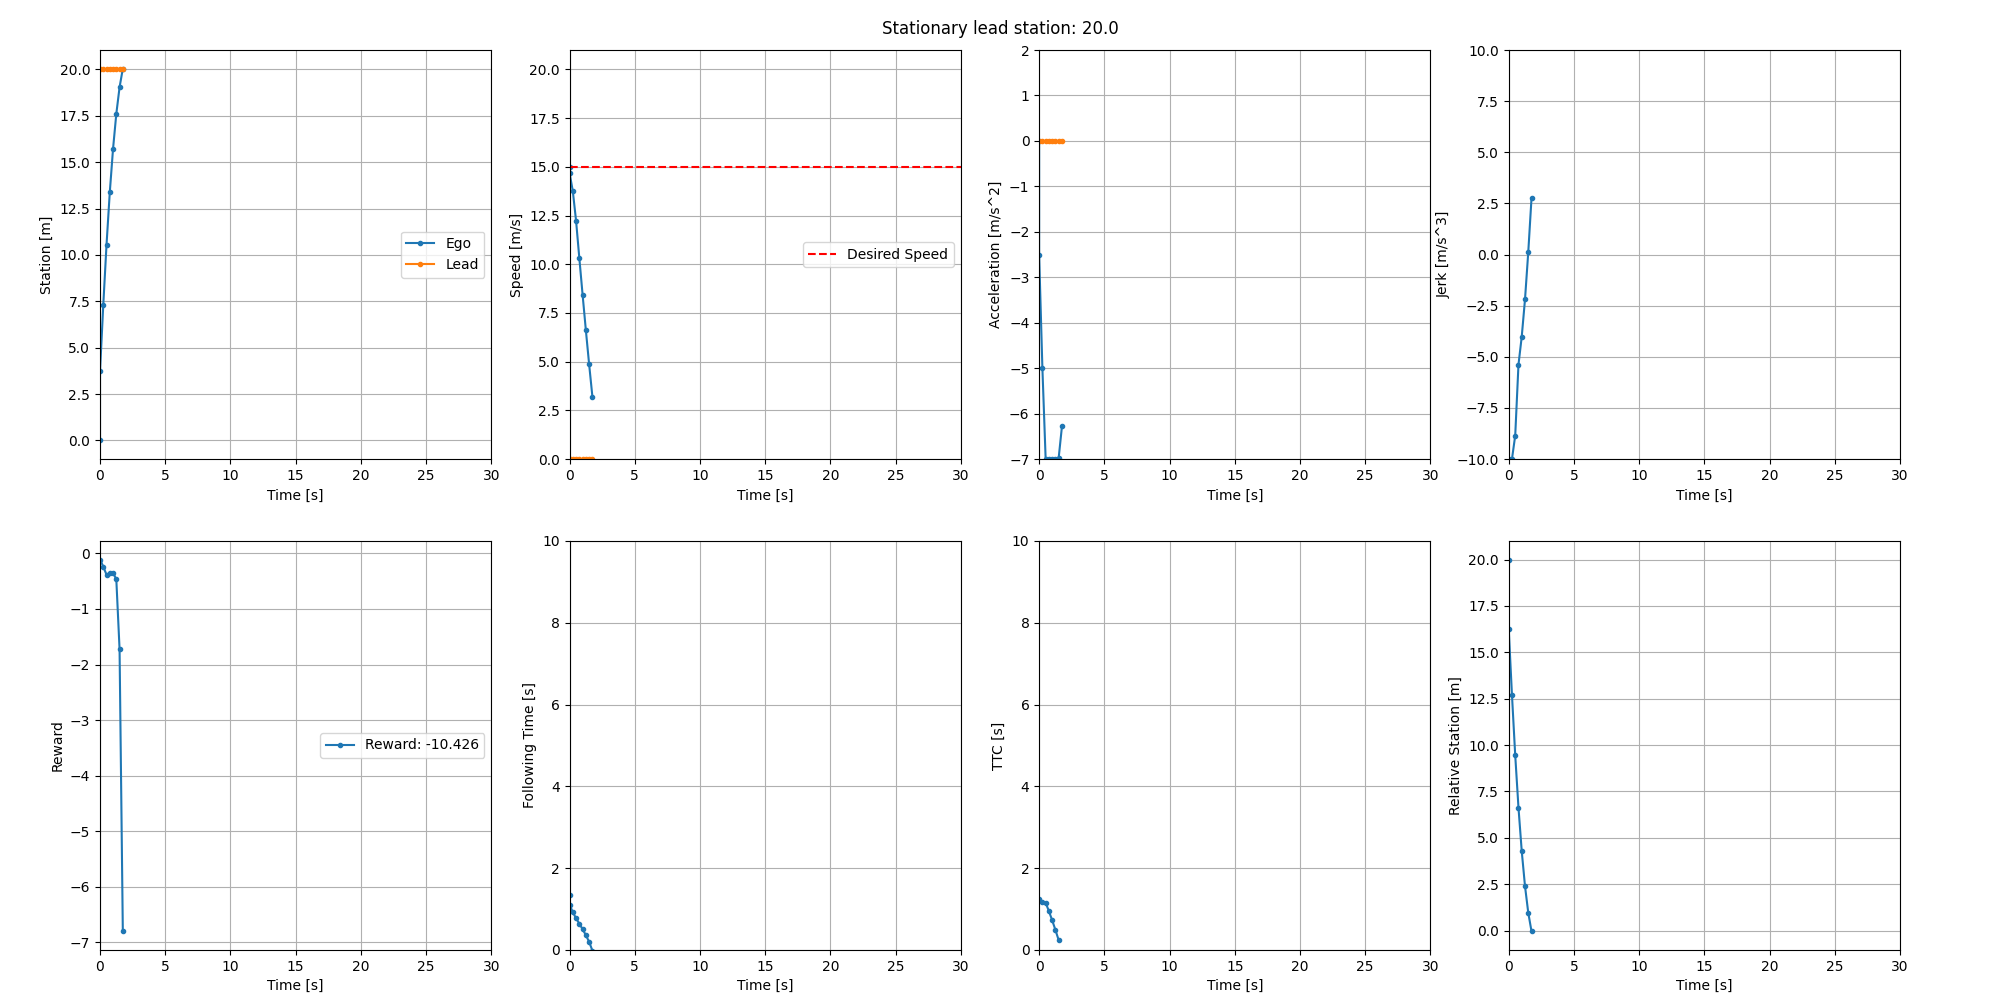 Stationary lead station: 20.0
20.0
17.5
15.0
12.5
10.0
7.5
5.0
2.5
0.0
Station [m]
Ego
Lead
0 5 10 15 20 25 30
Time [s]
20.0
17.5
15.0
12.5
10.0
7.5
5.0
2.5
0.0
Speed [m/s]
Desired Speed
0 5 10 15 20 25 30
Time [s]
2
1
0
−1
−2
−3
−4
−5
−6
−7
Acceleration [m/s^2]
0 5 10 15 20 25 30
Time [s]
10.0
7.5
5.0
2.5
0.0
−2.5
−5.0
−7.5
−10.0
Jerk [m/s^3]
0 5 10 15 20 25 30
Time [s]
0
−1
−2
−3
−4
−5
−6
−7
Reward
Reward: -10.426
0 5 10 15 20 25 30
Time [s]
10
8
6
4
2
0
Following Time [s]
0 5 10 15 20 25 30
Time [s]
10
8
6
4
2
0
TTC [s]
0 5 10 15 20 25 30
Time [s]
20.0
17.5
15.0
12.5
10.0
7.5
5.0
2.5
0.0
Relative Station [m]
0 5 10 15 20 25 30
Time [s]